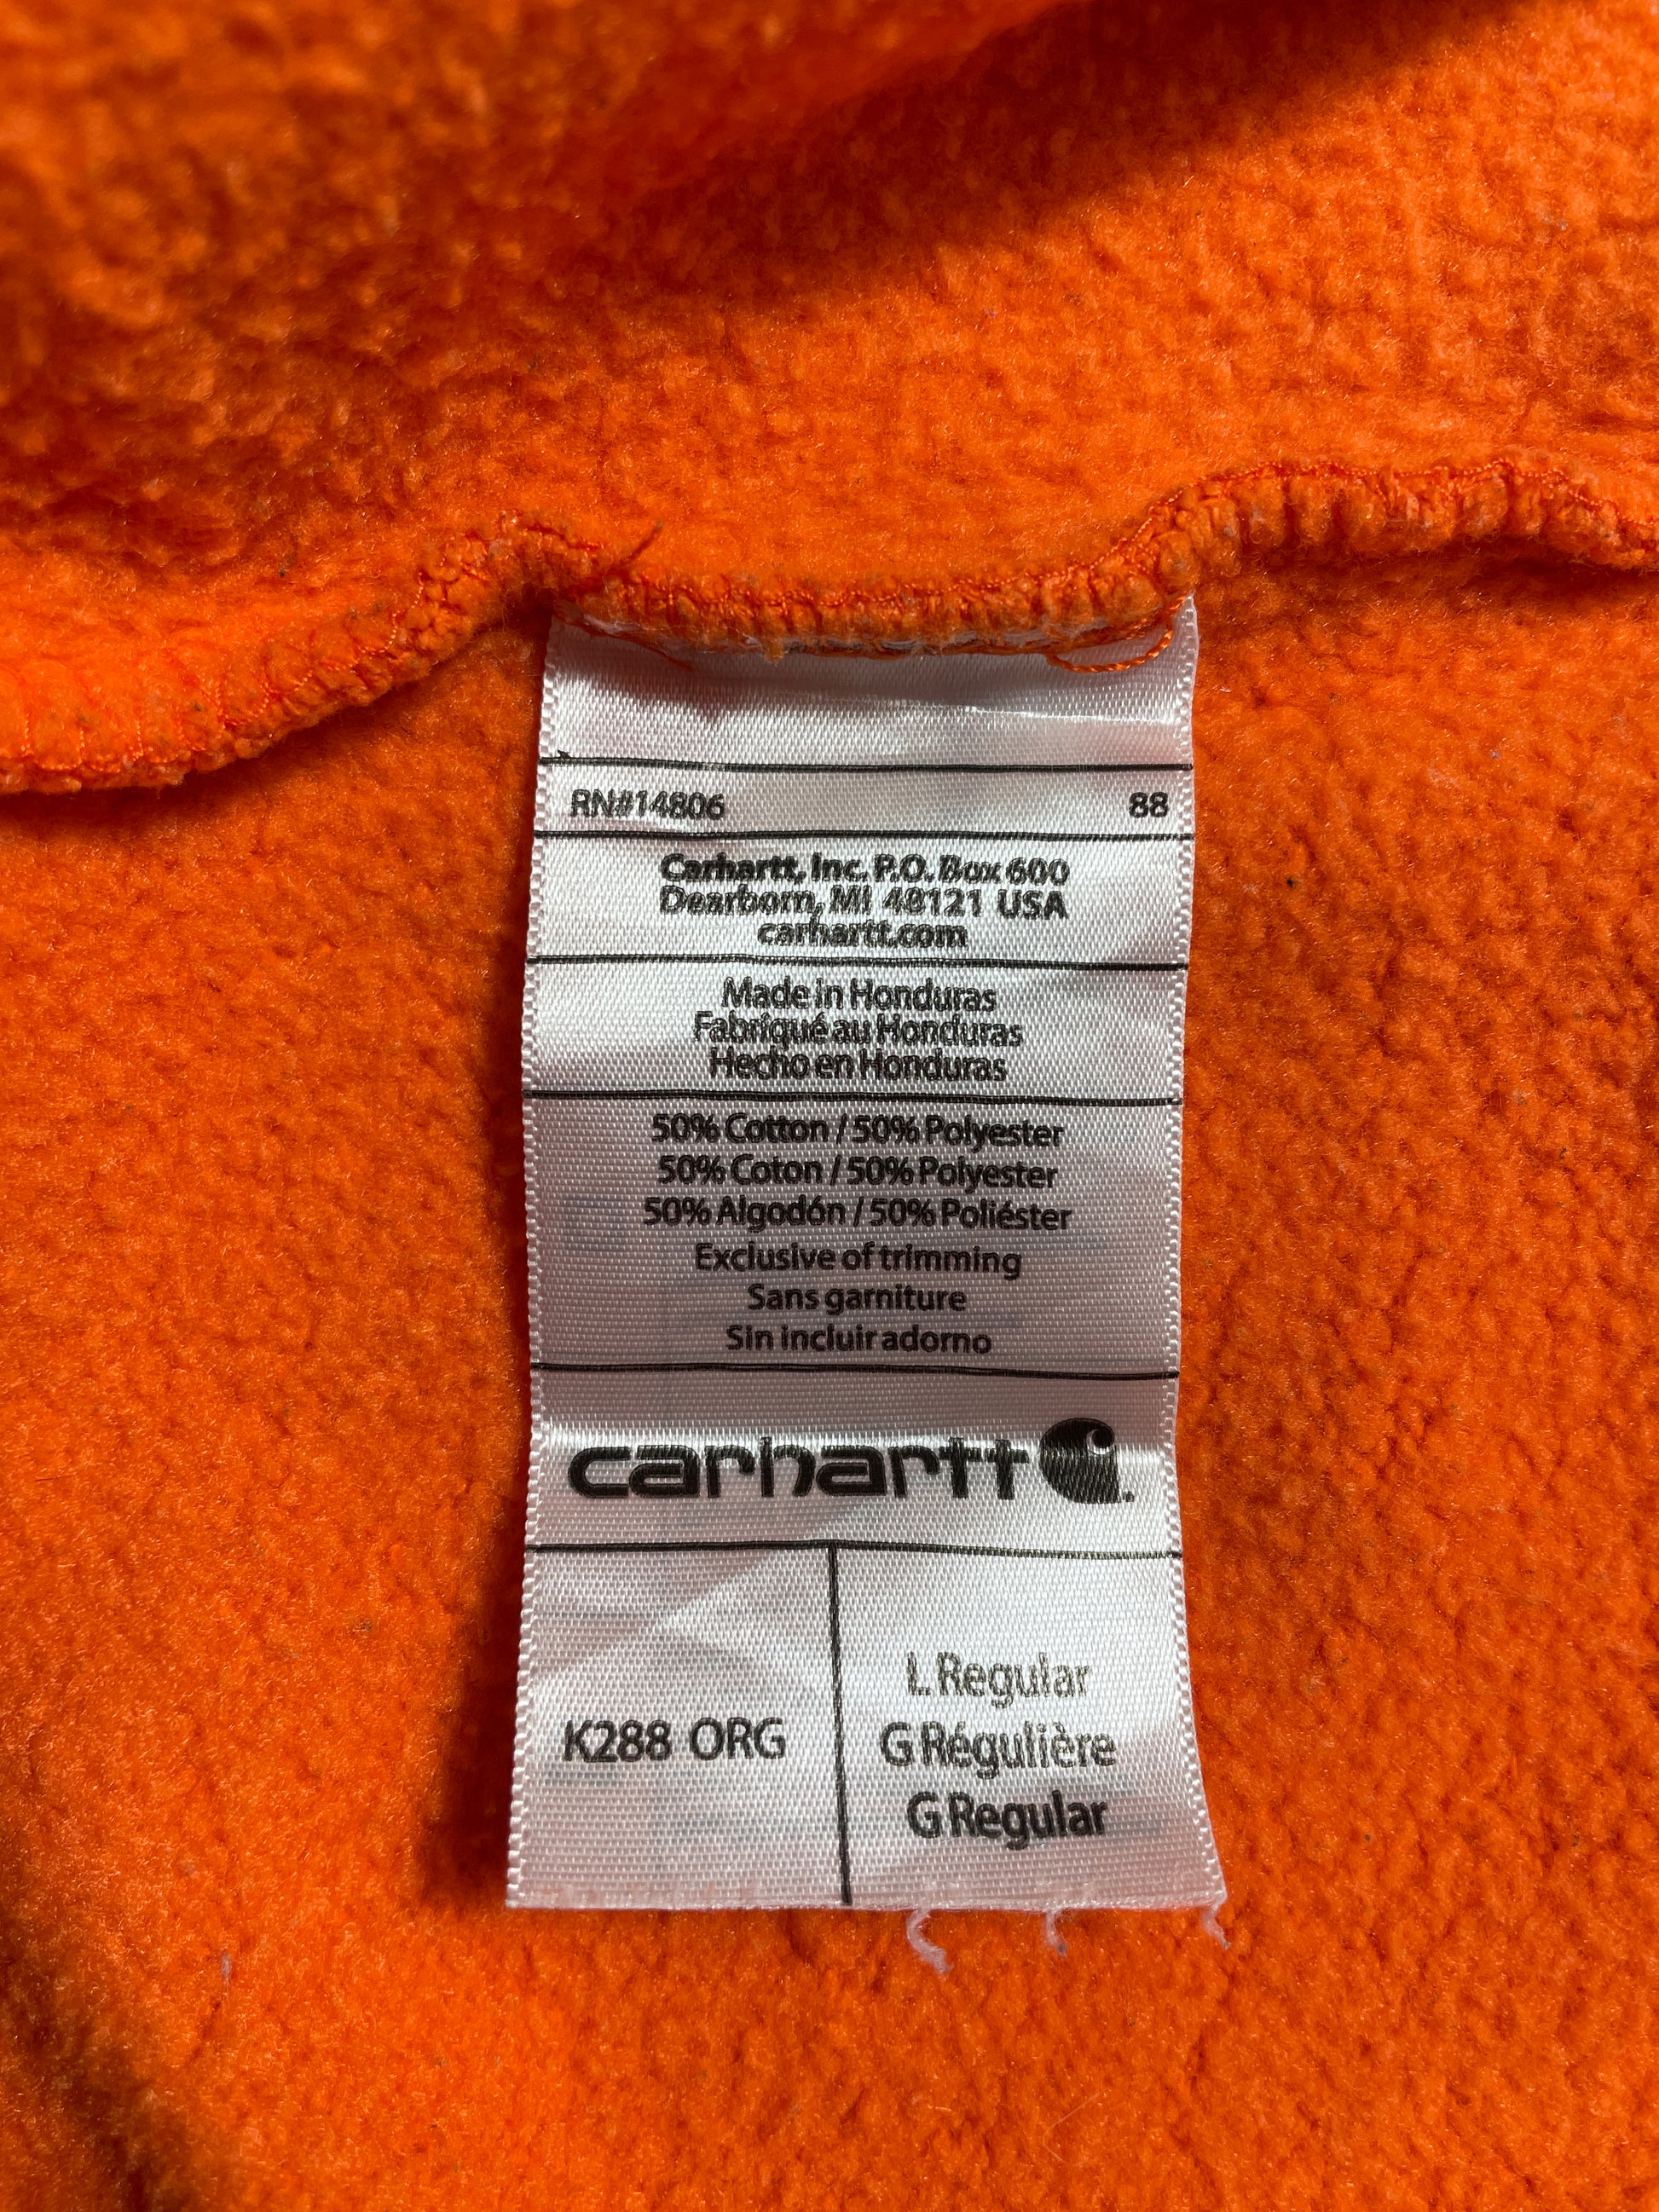 RN#14806 88
Carhartt, Inc. P.O. Box 600
Dearborn, MI 48121 USA
carhartt.com
Made in Honduras
Fabriqué au Honduras
Hecho en Honduras
50% Cotton / 50% Polyester
50% Coton / 50% Polyester
50% Algodón / 50% Poliéster
Exclusive of trimming
Sans garniture
Sin incluir adorno
carhartt
K288 ORG
L Regular
G Régulière
G Regular